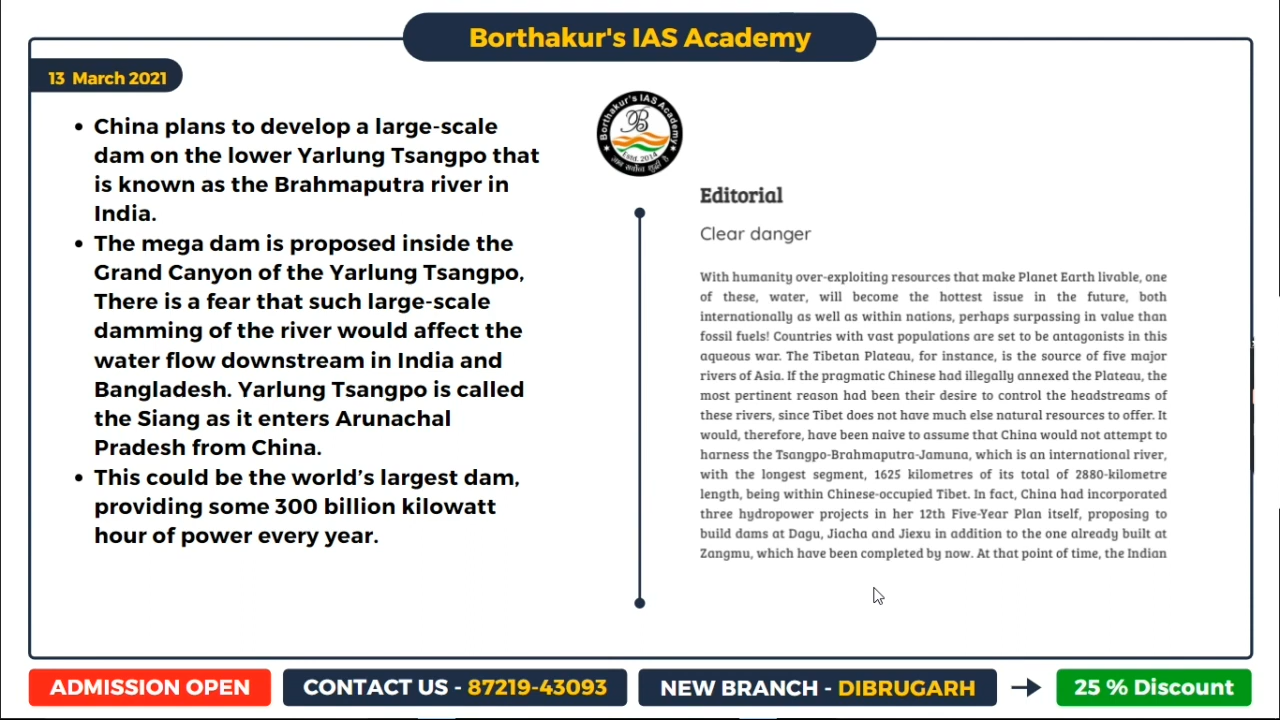 Borthakur's IAS Academy
13 March 2021
• China plans to develop a large-scale
dam on the lower Yarlung Tsangpo that
is known as the Brahmaputra river in
India.
• The mega dam is proposed inside the
Grand Canyon of the Yarlung Tsangpo,
There is a fear that such large-scale
damming of the river would affect the
water flow downstream in India and
Bangladesh. Yarlung Tsangpo is called
the Siang as it enters Arunachal
Pradesh from China.
• This could be the world’s largest dam,
providing some 300 billion kilowatt
hour of power every year.
Borthakur's IAS Academy
B
Estd. 2014
Editorial
Clear danger
With humanity over-exploiting resources that make Planet Earth livable, one
of these, water, will become the hottest issue in the future, both
internationally as well as within nations, perhaps surpassing in value than
fossil fuels! Countries with vast populations are set to be antagonists in this
aqueous war. The Tibetan Plateau, for instance, is the source of five major
rivers of Asia. If the pragmatic Chinese had illegally annexed the Plateau, the
most pertinent reason had been their desire to control the headstreams of
these rivers, since Tibet does not have much else natural resources to offer. It
would, therefore, have been naive to assume that China would not attempt to
harness the Tsangpo-Brahmaputra-Jamuna, which is an international river,
with the longest segment, 1625 kilometres of its total of 2880-kilometre
length, being within Chinese-occupied Tibet. In fact, China had incorporated
three hydropower projects in her 12th Five-Year Plan itself, proposing to
build dams at Dagu, Jiacha and Jiexu in addition to the one already built at
Zangmu, which have been completed by now. At that point of time, the Indian
ADMISSION OPEN
CONTACT US - 87219-43093
NEW BRANCH - DIBRUGARH
25 % Discount